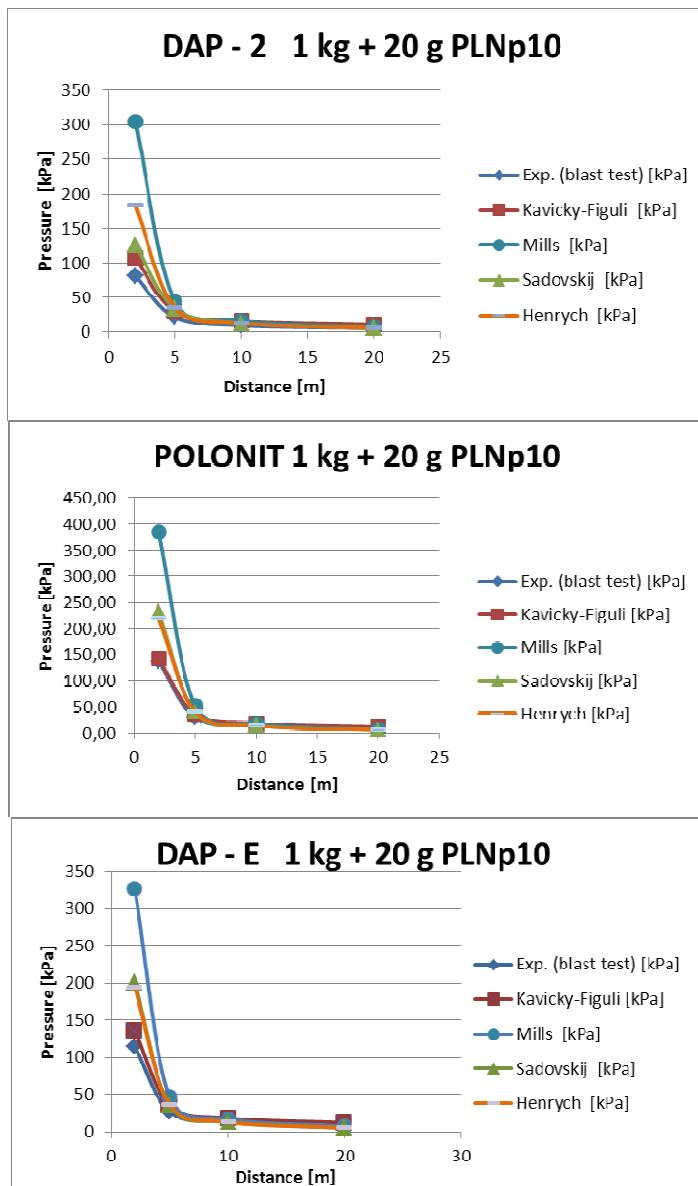 DAP - 2 1 kg + 20 g PLNp10
350
300
250
200
150
100
50
0
Pressure [kPa]
0 5 10 15 20 25
Distance [m]
Exp. (blast test) [kPa]
Kavicky-Figuli [kPa]
Mills [kPa]
Sadovskij [kPa]
Henrych [kPa]
POLONIT 1 kg + 20 g PLNp10
450,00
400,00
350,00
300,00
250,00
200,00
150,00
100,00
50,00
0,00
Pressure [kPa]
0 5 10 15 20 25
Distance [m]
Exp. (blast test) [kPa]
Kavicky-Figuli [kPa]
Mills [kPa]
Sadovskij [kPa]
Henrych [kPa]
DAP - E 1 kg + 20 g PLNp10
350
300
250
200
150
100
50
0
Pressure [kPa]
0 10 20 30
Distance [m]
Exp. (blast test) [kPa]
Kavicky-Figuli [kPa]
Mills [kPa]
Sadovskij [kPa]
Henrych [kPa]